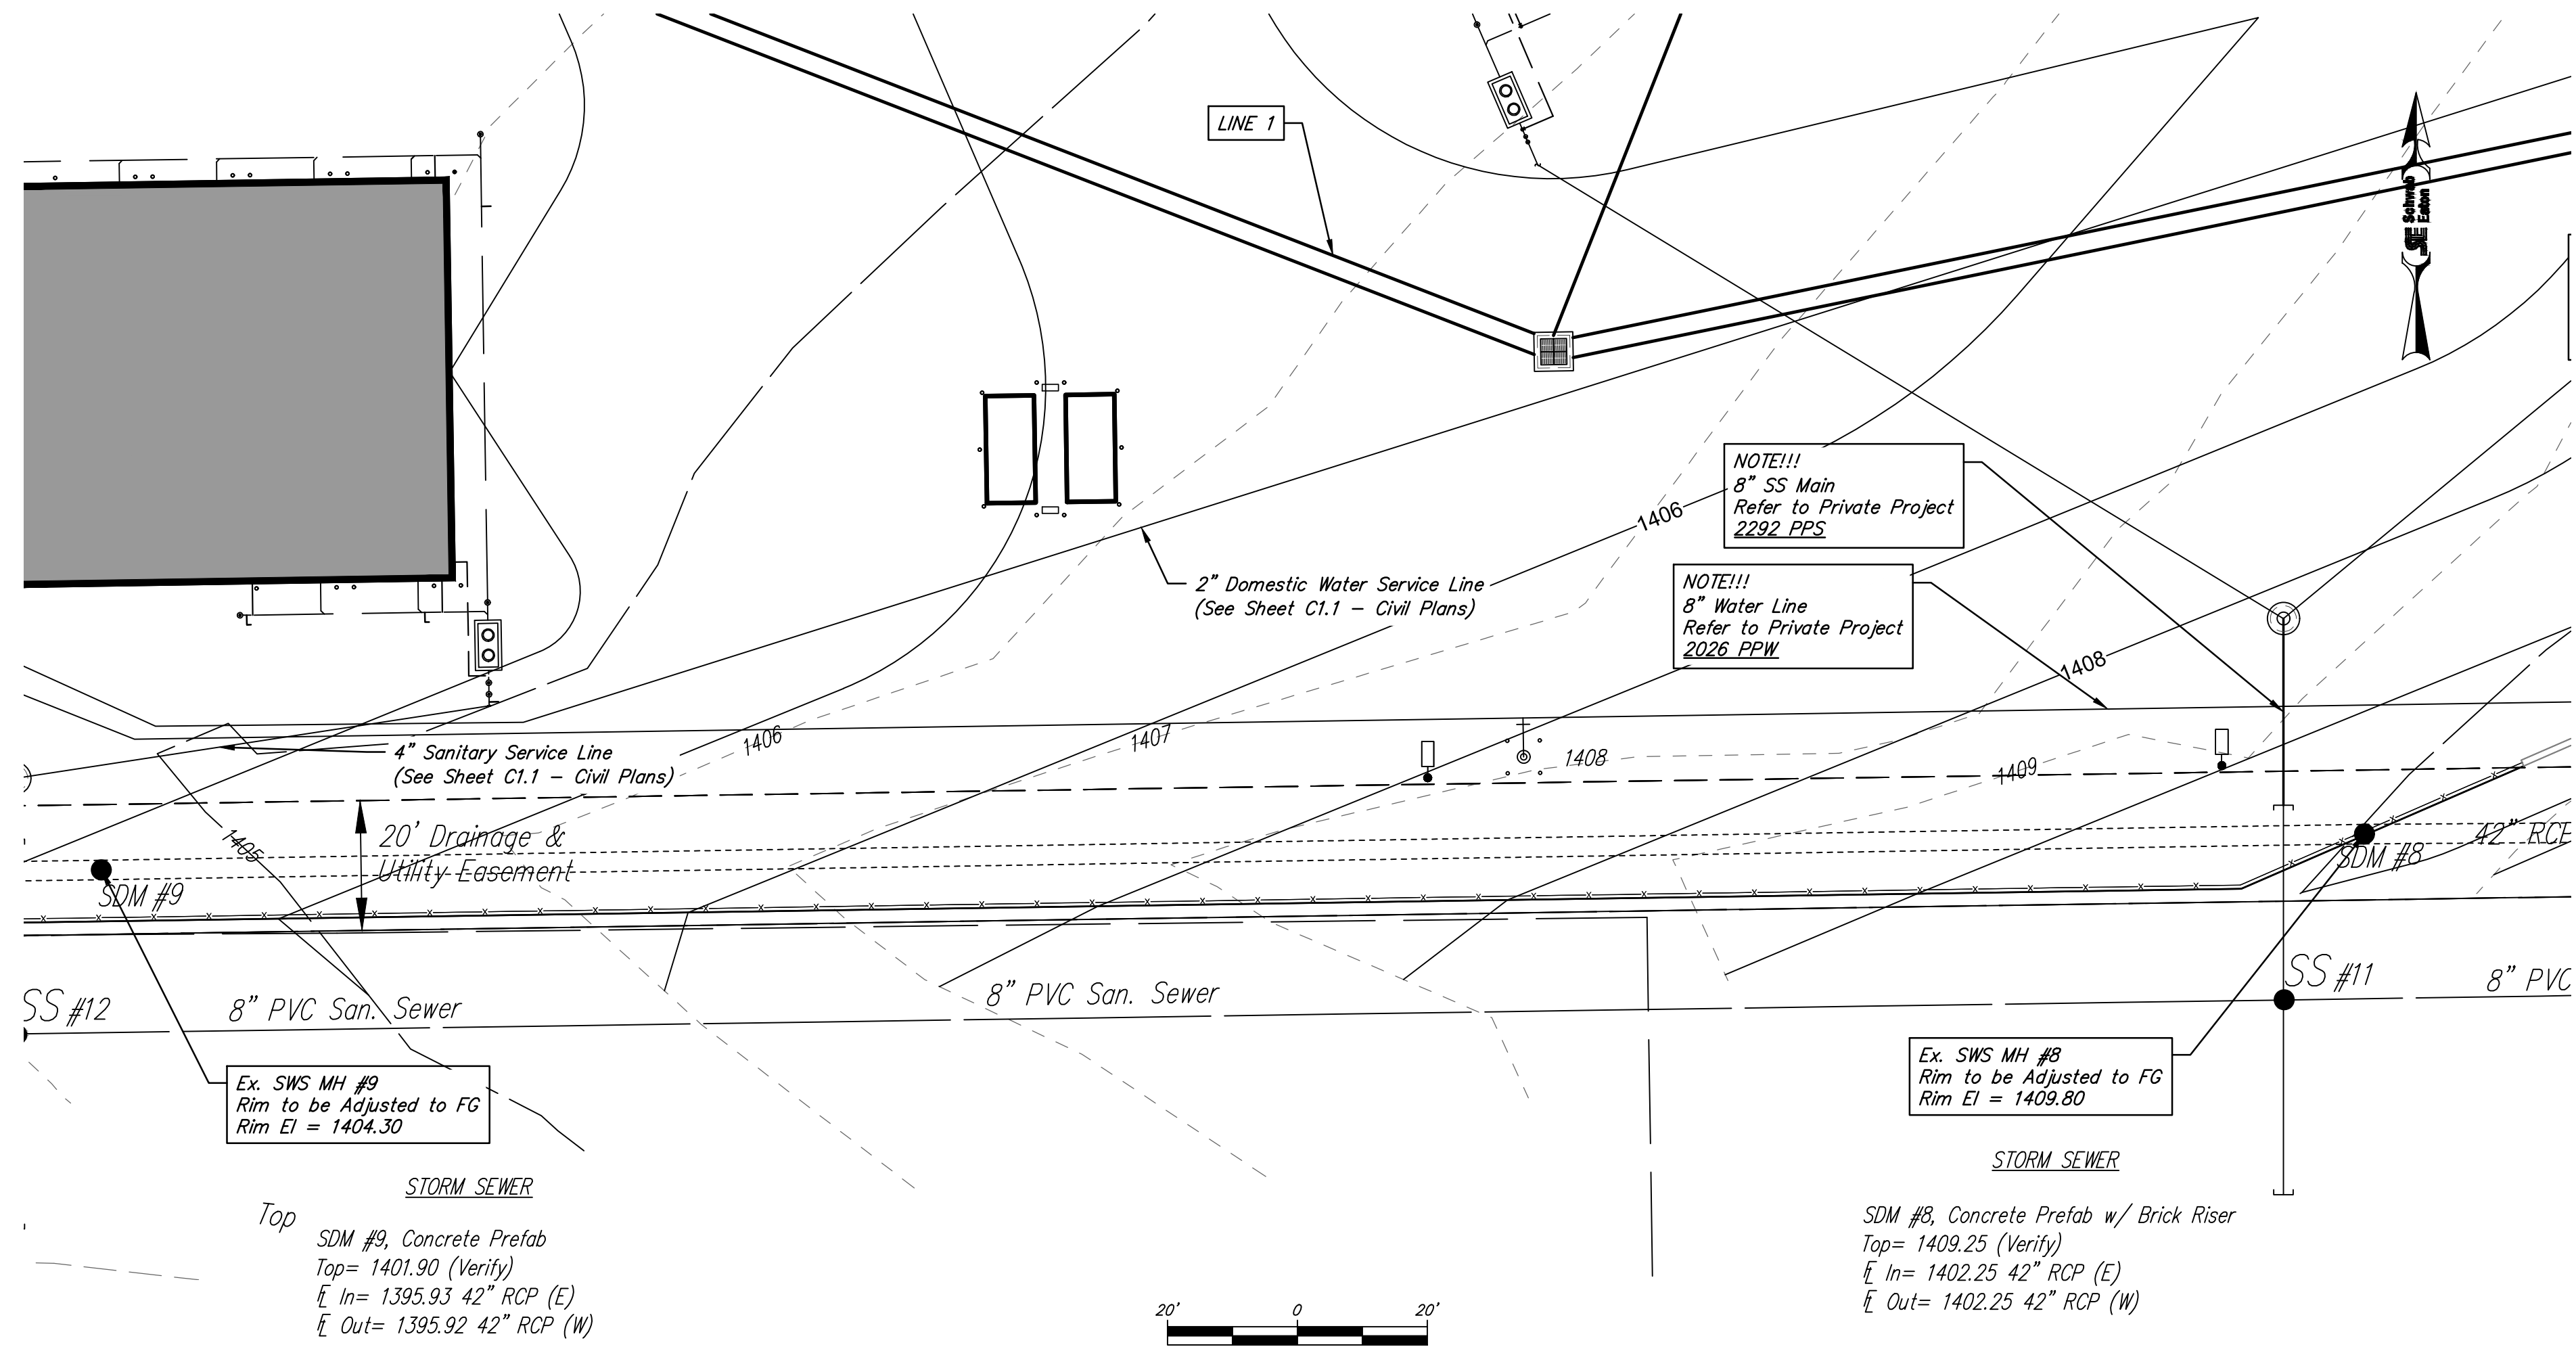 LINE 1
Schwab
Eaton
NOTE!!!
8" SS Main
Refer to Private Project
2292 PPS
1406
NOTE!!!
8" Water Line
Refer to Private Project
2026 PPW
2" Domestic Water Service Line
(See Sheet C1.1 – Civil Plans)
1408
4" Sanitary Service Line
(See Sheet C1.1 – Civil Plans)
1406
1407
1408
1409
1405
20' Drainage &
Utility Easement
SDM #9
SDM #8
42" RCP
SS #12
8" PVC San. Sewer
8" PVC San. Sewer
SS #11
8" PVC
Ex. SWS MH #9
Rim to be Adjusted to FG
Rim El = 1404.30
Ex. SWS MH #8
Rim to be Adjusted to FG
Rim El = 1409.80
STORM SEWER
Top
SDM #9, Concrete Prefab
Top= 1401.90 (Verify)
FL In= 1395.93 42" RCP (E)
FL Out= 1395.92 42" RCP (W)
STORM SEWER
SDM #8, Concrete Prefab w/ Brick Riser
Top= 1409.25 (Verify)
FL In= 1402.25 42" RCP (E)
FL Out= 1402.25 42" RCP (W)
20' 0 20'